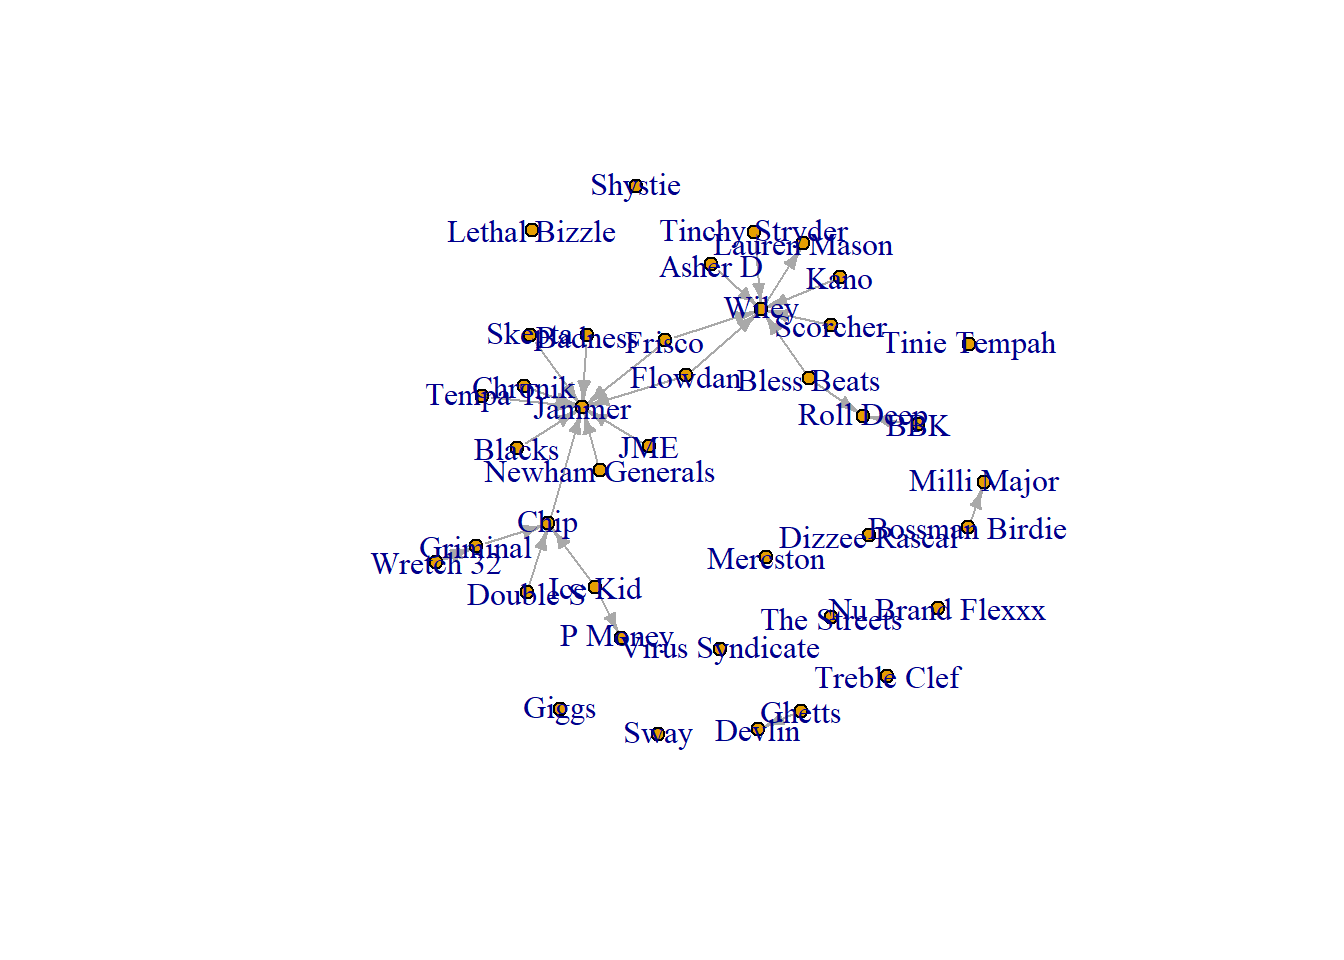 Shystie
Lethal Bizzle
Tinchy Stryder
Lauren Mason
Asher D
Kano
Wiley
Scorcher
Skepta
Badness
Frisco
Tinie Tempah
Flowdan
Bless Beats
Chronik
Tempa T
Jammer
Roll Deep
BBK
Blacks
JME
Newham Generals
Milli Major
Chip
Bossman Birdie
Dizzee Rascal
Griminal
Wretch 32
Mereston
Double S
Ice Kid
Nu Brand Flexxx
The Streets
P Money
Virus Syndicate
Treble Clef
Giggs
Ghetts
Sway
Devlin